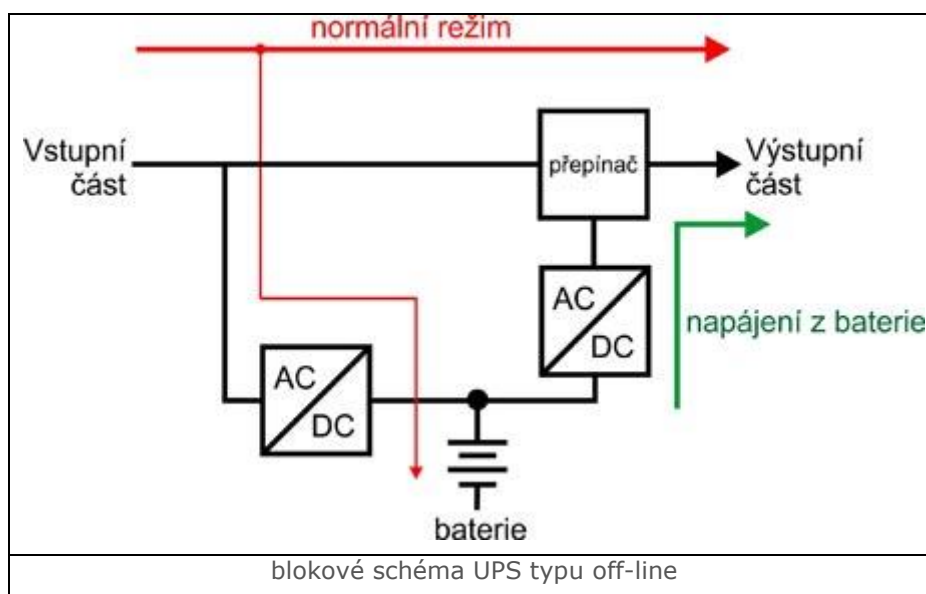 normální režim
Vstupní
část
přepínač
Výstupní
část
AC
DC
napájení z baterie
AC
DC
baterie
blokové schéma UPS typu off-line